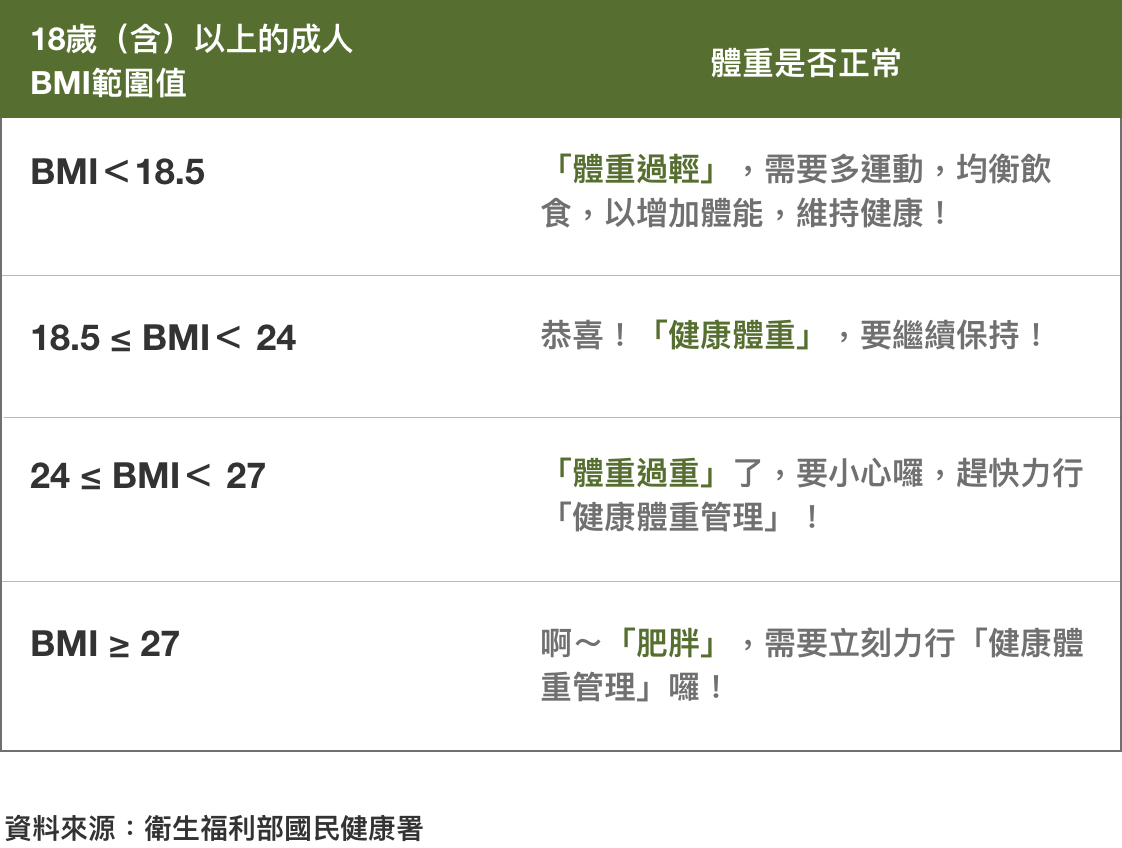 18歲（含）以上的成人
BMI範圍值
體重是否正常
BMI＜18.5
「體重過輕」，需要多運動，均衡飲
食，以增加體能，維持健康！
18.5 ≤ BMI＜ 24
恭喜！「健康體重」，要繼續保持！
24 ≤ BMI＜ 27
「體重過重」了，要小心囉，趕快力行
「健康體重管理」！
BMI ≥ 27
啊～「肥胖」，需要立刻力行「健康體
重管理」囉！
資料來源：衛生福利部國民健康署